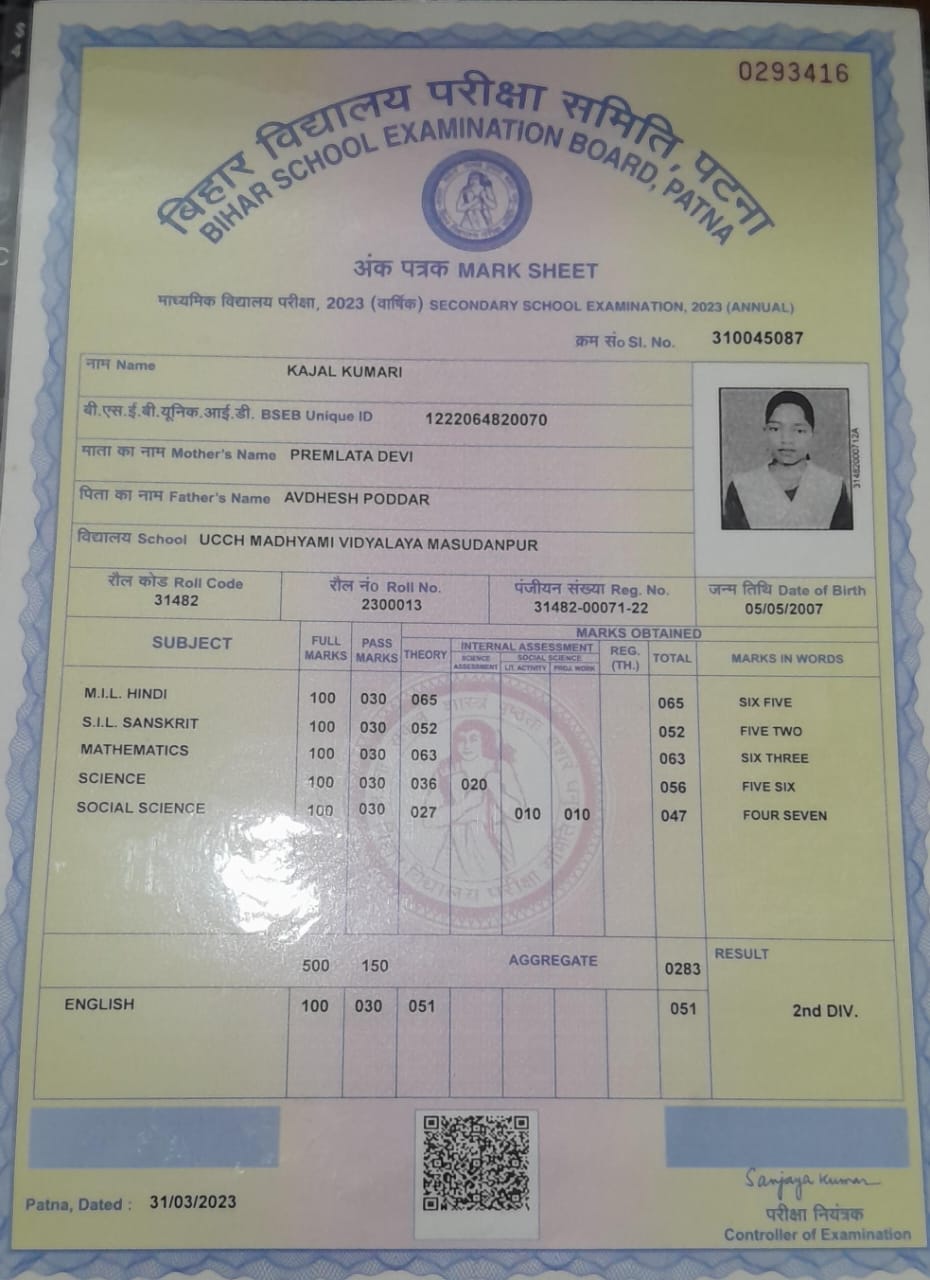 0293416
बिहार विद्यालय परीक्षा समिति, पटना
BIHAR SCHOOL EXAMINATION BOARD, PATNA
अंक पत्रक MARK SHEET
माध्यमिक विद्यालय परीक्षा, 2023 (वार्षिक) SECONDARY SCHOOL EXAMINATION, 2023 (ANNUAL)
क्रम सं० Sl. No. 310045087
नाम Name KAJAL KUMARI
बी.एस.ई.बी.यूनिक.आई.डी. BSEB Unique ID 1222064820070
माता का नाम Mother's Name PREMLATA DEVI
पिता का नाम Father's Name AVDHESH PODDAR
विद्यालय School UCCH MADHYAMI VIDYALAYA MASUDANPUR
31482000712A
रौल कोड Roll Code रौल नं० Roll No. पंजीयन संख्या Reg. No. जन्म तिथि Date of Birth
31482 2300013 31482-00071-22 05/05/2007
SUBJECT FULL MARKS PASS MARKS MARKS OBTAINED
THEORY INTERNAL ASSESSMENT REG. (TH.) TOTAL MARKS IN WORDS
SCIENCE ASSESSMENT SOCIAL SCIENCE LIT. ACTIVITY PROJ. WORK
M.I.L. HINDI 100 030 065 065 SIX FIVE
S.I.L. SANSKRIT 100 030 052 052 FIVE TWO
MATHEMATICS 100 030 063 063 SIX THREE
SCIENCE 100 030 036 020 056 FIVE SIX
SOCIAL SCIENCE 100 030 027 010 010 047 FOUR SEVEN
500 150 AGGREGATE 0283 RESULT
ENGLISH 100 030 051 051 2nd DIV.
Patna, Dated : 31/03/2023
Sanjaya Kumar
परीक्षा नियंत्रक
Controller of Examination